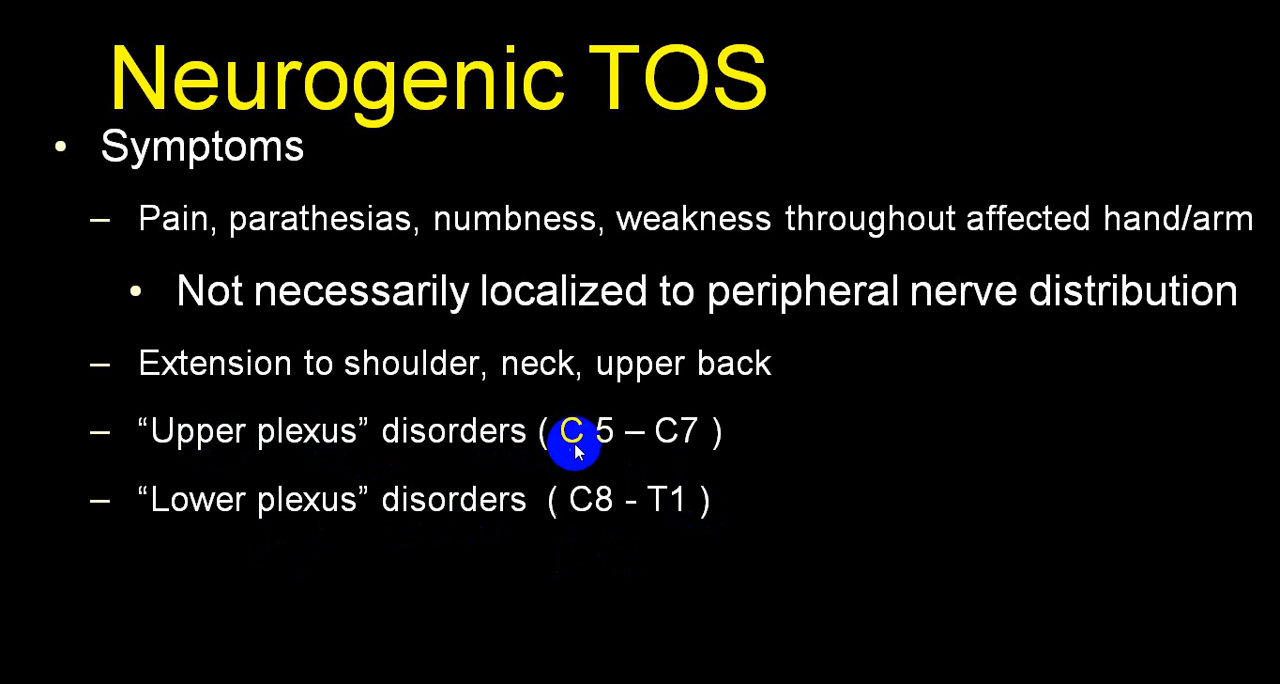 Neurogenic TOS
• Symptoms
– Pain, parathesias, numbness, weakness throughout affected hand/arm
• Not necessarily localized to peripheral nerve distribution
– Extension to shoulder, neck, upper back
– “Upper plexus” disorders ( C 5 – C7 )
– “Lower plexus” disorders ( C8 - T1 )